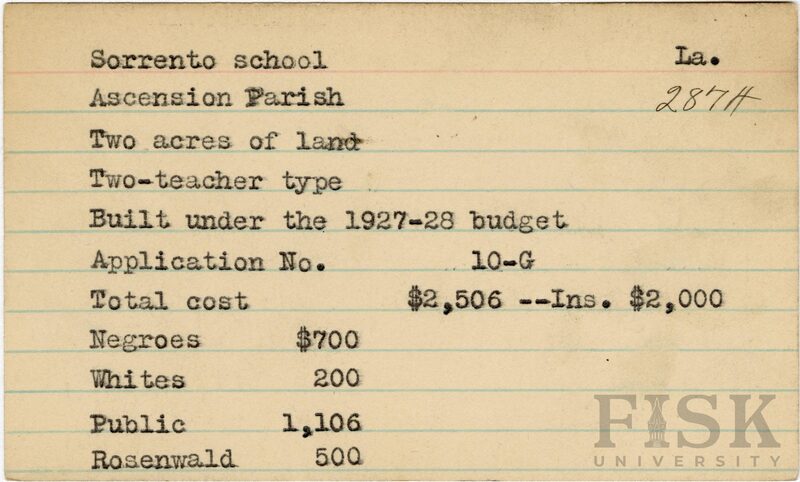 Sorrento school La.
Ascension Parish 287H
Two acres of land
Two-teacher type
Built under the 1927-28 budget
Application No. 10-G
Total cost $2,506 --Ins. $2,000
Negroes $700
Whites 200
Public 1,106
Rosenwald 500
FISK
UNIVERSITY